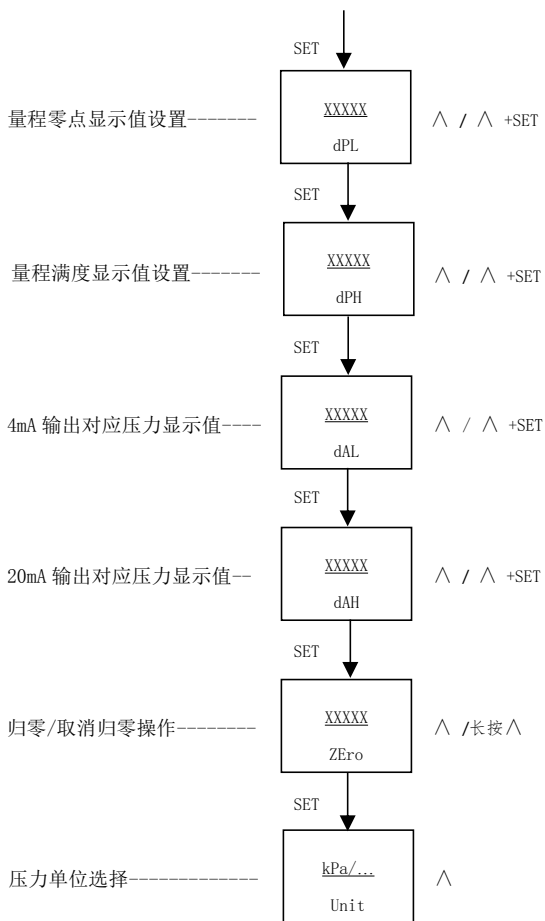 SET
XXXXX
量程零点显示值设置------- ∧ / ∧ +SET
dPL
SET
XXXXX
量程满度显示值设置------- ∧ / ∧ +SET
dPH
SET
XXXXX
4mA 输出对应压力显示值---- ∧ / ∧ +SET
dAL
SET
XXXXX
20mA 输出对应压力显示值-- ∧ / ∧ +SET
dAH
SET
XXXXX
归零/取消归零操作-------- ∧ /长按∧
ZEro
SET
kPa/...
压力单位选择------------- ∧
Unit